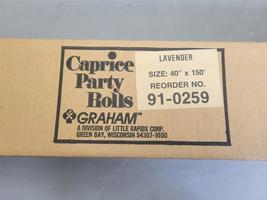 Caprice
Party
Rolls
LAVENDER
SIZE: 40" x 150'
REORDER NO.
91-0259
GRAHAM™
A DIVISION OF LITTLE RAPIDS CORP.
GREEN BAY, WISCONSIN 54307-9100